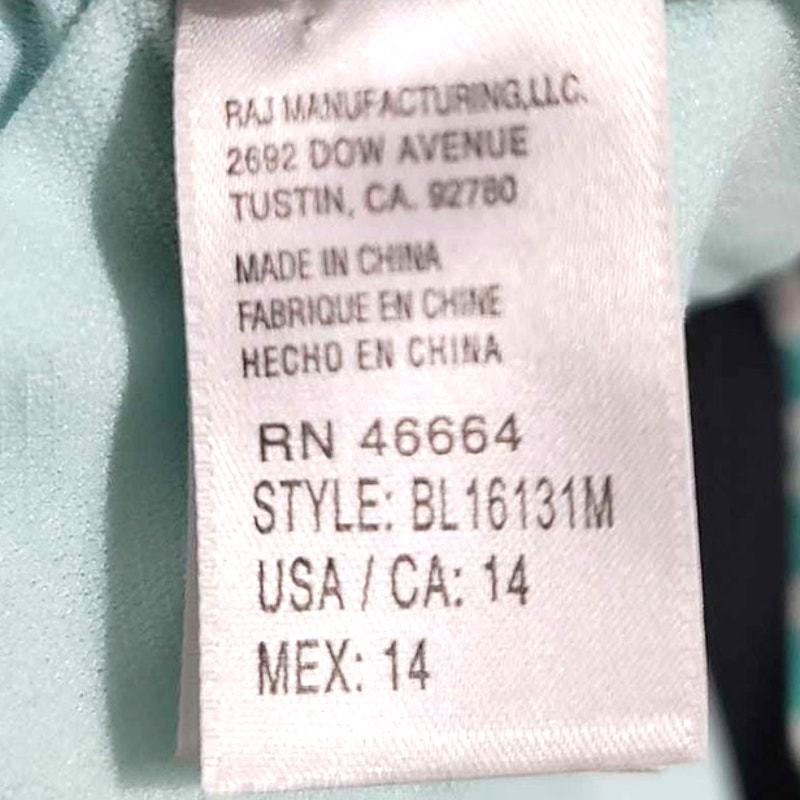 RAJ MANUFACTURING,LLC.
2692 DOW AVENUE
TUSTIN, CA. 92780
MADE IN CHINA
FABRIQUE EN CHINE
HECHO EN CHINA
RN 46664
STYLE: BL16131M
USA / CA: 14
MEX: 14